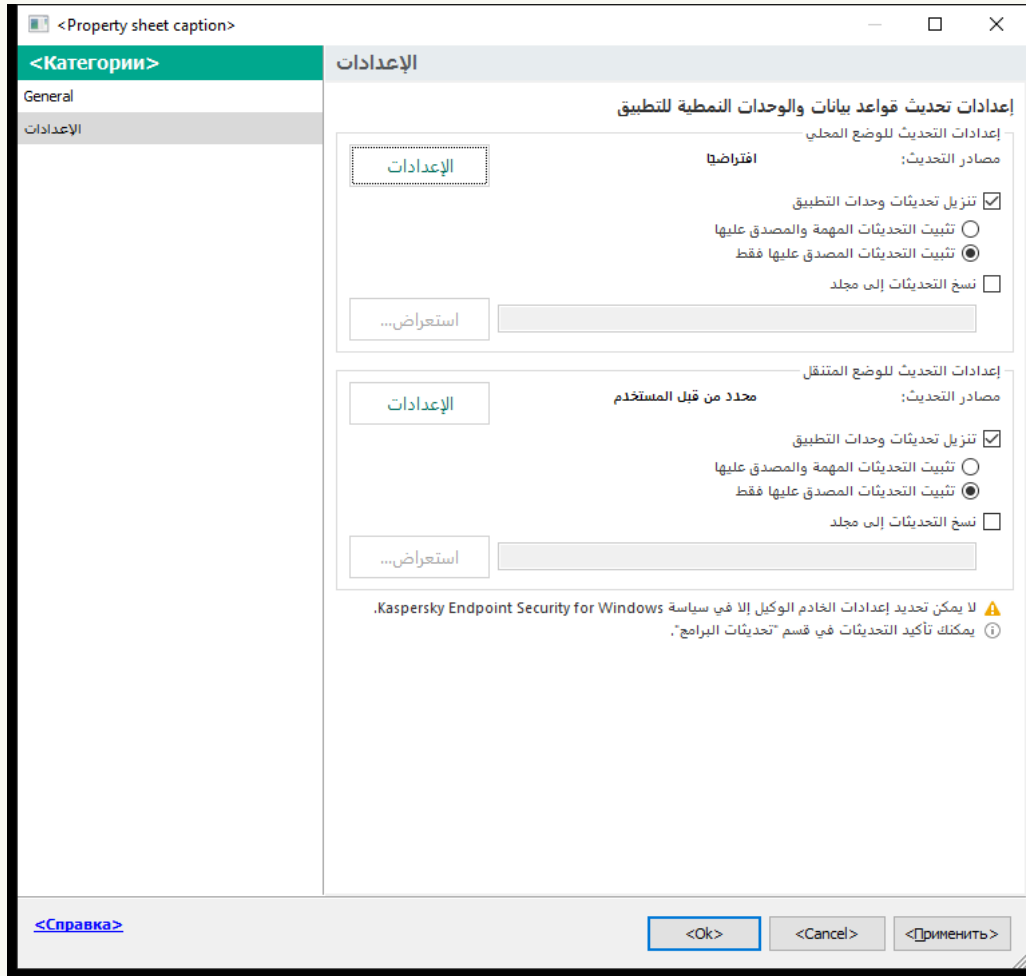 <Property sheet caption>
<Категории>
General
الإعدادات
الإعدادات
إعدادات تحديث قواعد بيانات والوحدات النمطية للتطبيق
إعدادات التحديث للوضع المحلي
مصادر التحديث: افتراضيًا
الإعدادات
تنزيل تحديثات وحدات التطبيق
تثبيت التحديثات المهمة والمصدق عليها
تثبيت التحديثات المصدق عليها فقط
نسخ التحديثات إلى مجلد
استعراض...
إعدادات التحديث للوضع المتنقل
مصادر التحديث: محدد من قبل المستخدم
الإعدادات
تنزيل تحديثات وحدات التطبيق
تثبيت التحديثات المهمة والمصدق عليها
تثبيت التحديثات المصدق عليها فقط
نسخ التحديثات إلى مجلد
استعراض...
لا يمكن تحديد إعدادات الخادم الوكيل إلا في سياسة Kaspersky Endpoint Security for Windows.
يمكنك تأكيد التحديثات في قسم "تحديثات البرامج".
<Справка>
<Ok>
<Cancel>
<Применить>